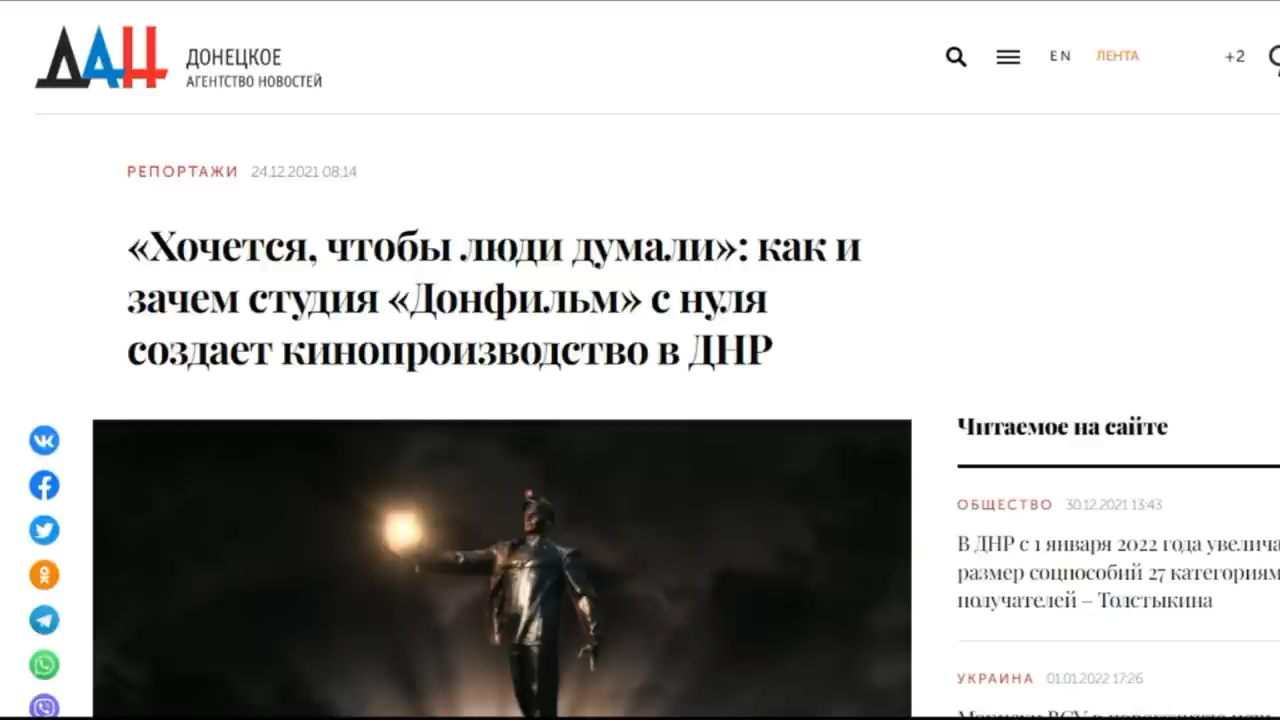 ДАН
ДОНЕЦКОЕ
АГЕНТСТВО НОВОСТЕЙ
EN
ЛЕНТА
+2
РЕПОРТАЖИ 24.12.2021 08:14
«Хочется, чтобы люди думали»: как и
зачем студия «Донфильм» с нуля
создает кинопроизводство в ДНР
Читаемое на сайте
ОБЩЕСТВО 30.12.2021 13:43
В ДНР с 1 января 2022 года увелича
размер соцпособий 27 категориям
получателей – Толстыкина
УКРАИНА 01.01.2022 17:26